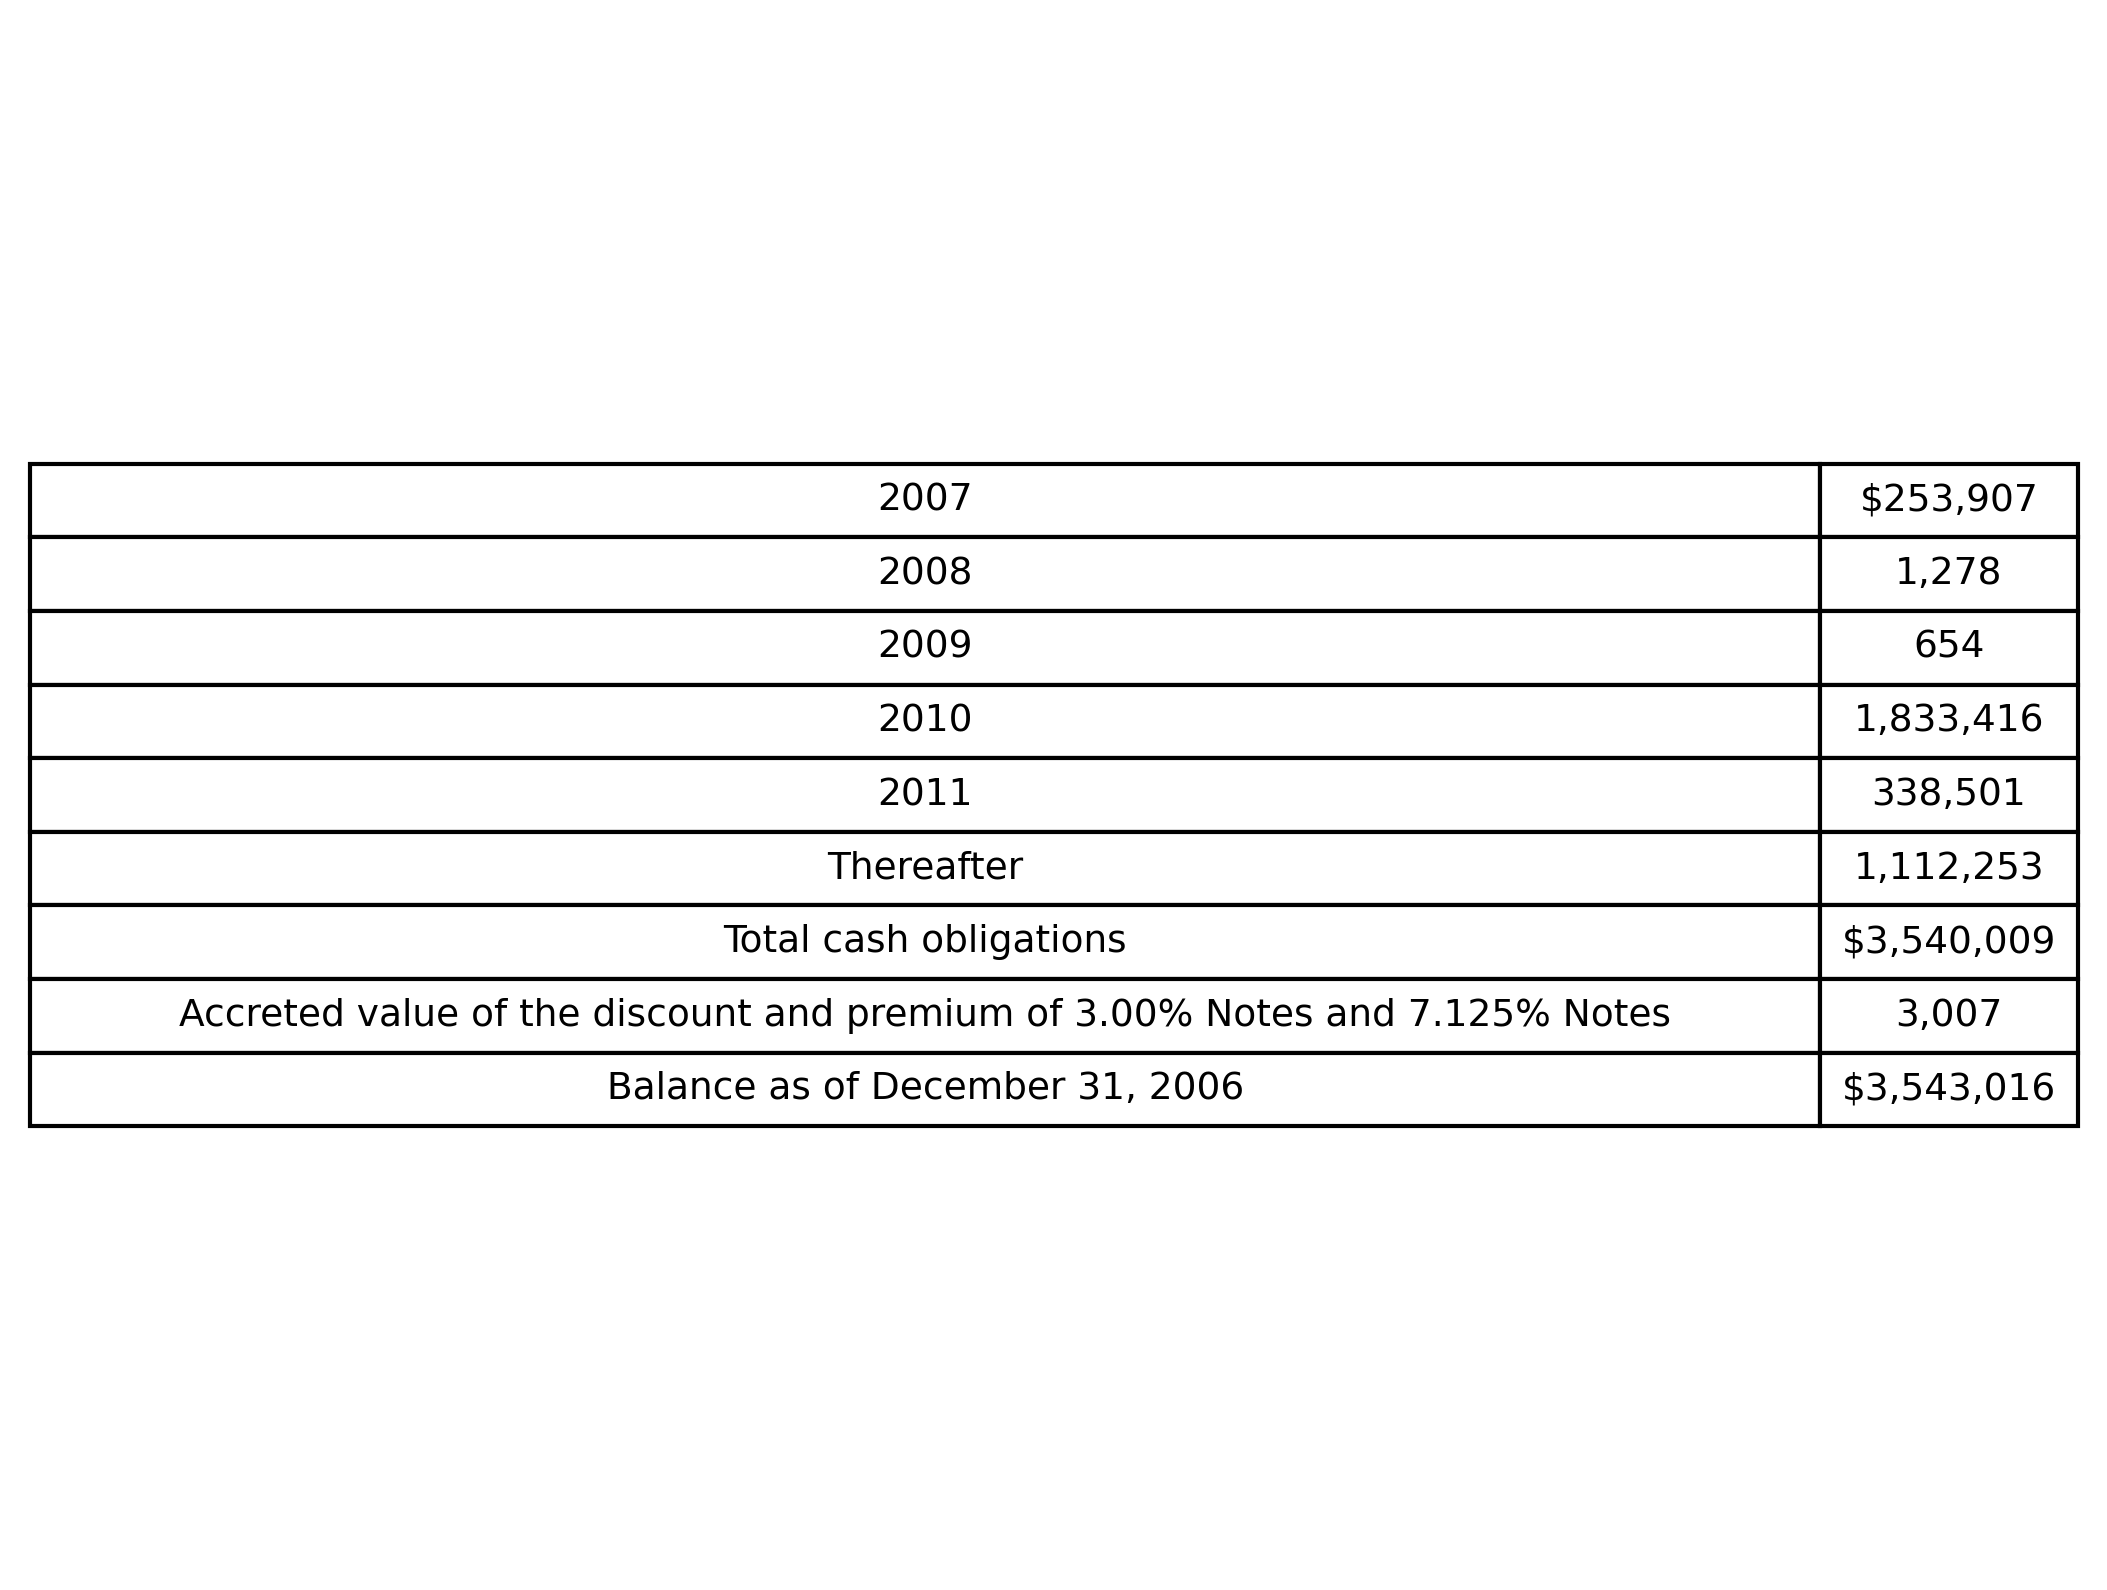 2007 $253,907
2008 1,278
2009 654
2010 1,833,416
2011 338,501
Thereafter 1,112,253
Total cash obligations $3,540,009
Accreted value of the discount and premium of 3.00% Notes and 7.125% Notes 3,007
Balance as of December 31, 2006 $3,543,016